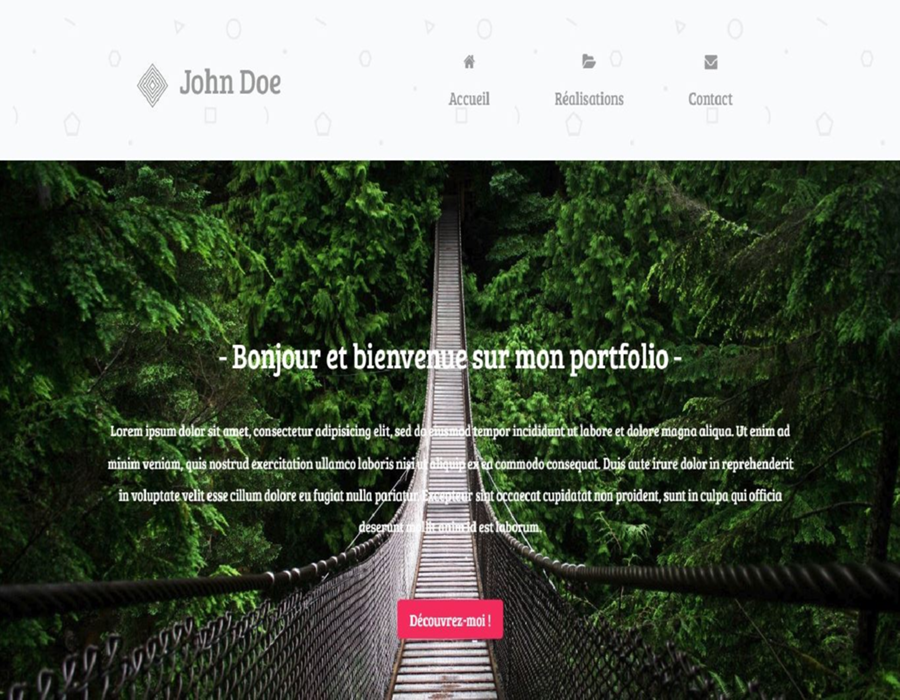 John Doe
Accueil
Réalisations
Contact
- Bonjour et bienvenue sur mon portfolio -
Lorem ipsum dolor sit amet, consectetur adipisicing elit, sed do eiusmod tempor incididunt ut labore et dolore magna aliqua. Ut enim ad
minim veniam, quis nostrud exercitation ullamco laboris nisi ut aliquip ex ea commodo consequat. Duis aute irure dolor in reprehenderit
in voluptate velit esse cillum dolore eu fugiat nulla pariatur. Excepteur sint occaecat cupidatat non proident, sunt in culpa qui officia
deserunt mollit anim id est laborum.
Découvrez-moi !